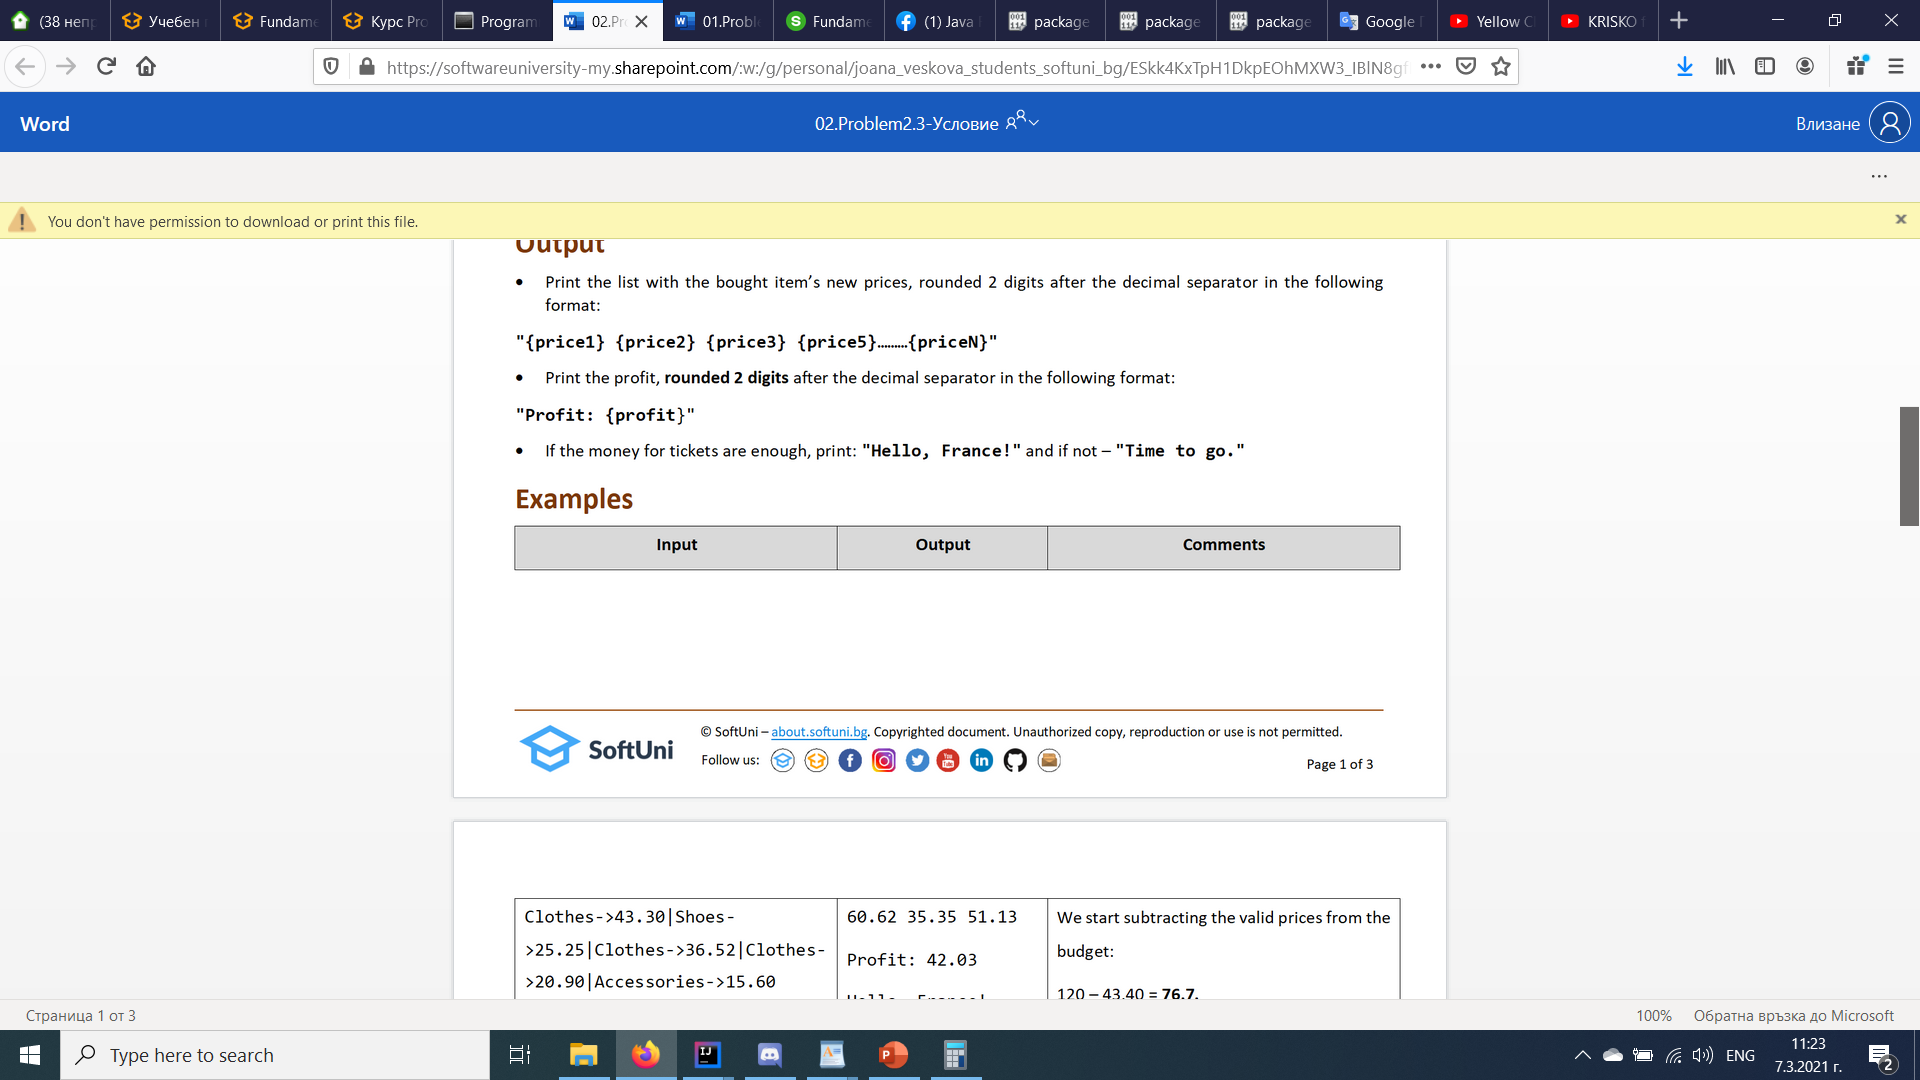 (38 непр
Учебен
Fundame
Курс Pro
Program
02.Pr
01.Proble
Fundame
(1) Java
package
package
package
Google
Yellow C
KRISKO
https://softwareuniversity-my.sharepoint.com/:w:/g/personal/joana_veskova_students_softuni_bg/ESkk4KxTpH1DkpEOhMXW3_IBlN8gf
Word
02.Problem2.3-Условие
Влизане
You don't have permission to download or print this file.
Output
• Print the list with the bought item’s new prices, rounded 2 digits after the decimal separator in the following
format:
"{price1} {price2} {price3} {price5}………{priceN}"
• Print the profit, rounded 2 digits after the decimal separator in the following format:
"Profit: {profit}"
• If the money for tickets are enough, print: "Hello, France!" and if not – "Time to go."
Examples
Input
Output
Comments
SoftUni
© SoftUni – about.softuni.bg. Copyrighted document. Unauthorized copy, reproduction or use is not permitted.
Follow us:
Page 1 of 3
Clothes->43.30|Shoes-
>25.25|Clothes->36.52|Clothes-
>20.90|Accessories->15.60
60.62 35.35 51.13
Profit: 42.03
Hello, France!
We start subtracting the valid prices from the
budget:
120 – 43.40 = 76.7.
Страница 1 от 3
100%
Обратна връзка до Microsoft
Type here to search
ENG
11:23
7.3.2021 г.
2